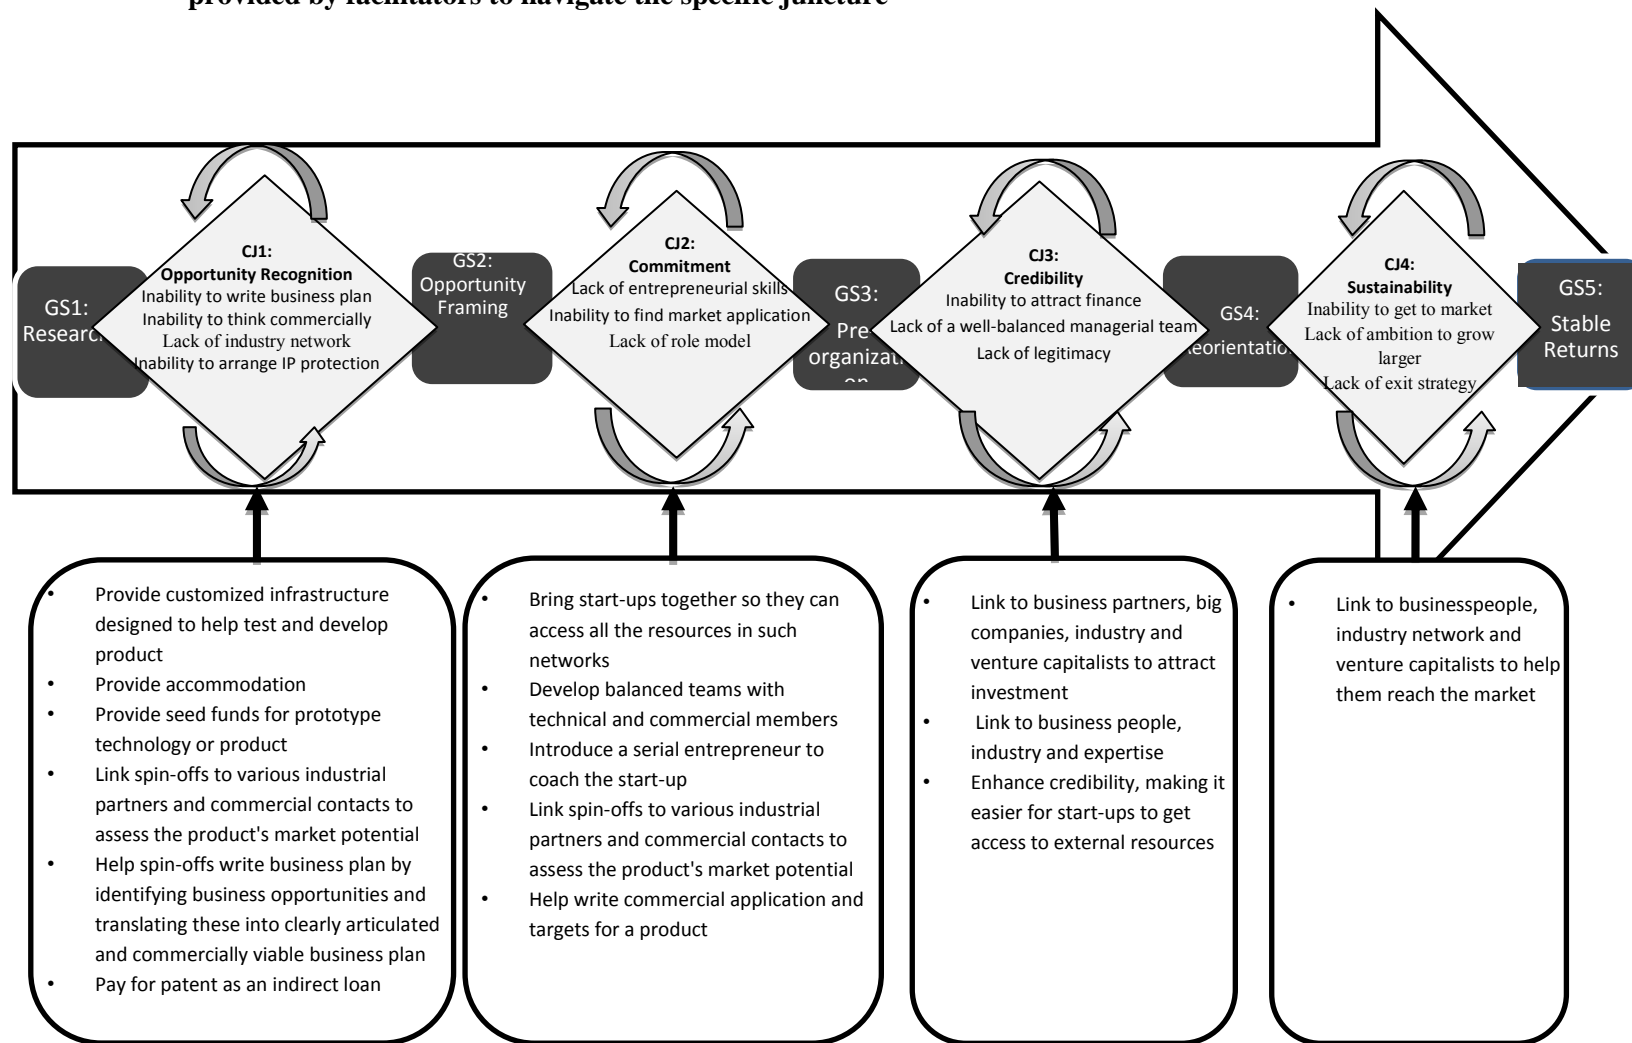 provided by facilitators to navigate the specific juncture
GS1:
Research
CJ1:
Opportunity Recognition
Inability to write business plan
Inability to think commercially
Lack of industry network
Inability to arrange IP protection
GS2:
Opportunity
Framing
CJ2:
Commitment
Lack of entrepreneurial skills
Inability to find market application
Lack of role model
GS3:
Pre-
organizati
on
CJ3:
Credibility
Inability to attract finance
Lack of a well-balanced managerial team
Lack of legitimacy
GS4:
Reorientation
CJ4:
Sustainability
Inability to get to market
Lack of ambition to grow
larger
Lack of exit strategy
GS5:
Stable
Returns
• Provide customized infrastructure
designed to help test and develop
product
• Provide accommodation
• Provide seed funds for prototype
technology or product
• Link spin-offs to various industrial
partners and commercial contacts to
assess the product's market potential
• Help spin-offs write business plan by
identifying business opportunities and
translating these into clearly articulated
and commercially viable business plan
• Pay for patent as an indirect loan
• Bring start-ups together so they can
access all the resources in such
networks
• Develop balanced teams with
technical and commercial members
• Introduce a serial entrepreneur to
coach the start-up
• Link spin-offs to various industrial
partners and commercial contacts to
assess the product's market potential
• Help write commercial application and
targets for a product
• Link to business partners, big
companies, industry and
venture capitalists to attract
investment
• Link to business people,
industry and expertise
• Enhance credibility, making it
easier for start-ups to get
access to external resources
• Link to businesspeople,
industry network and
venture capitalists to help
them reach the market